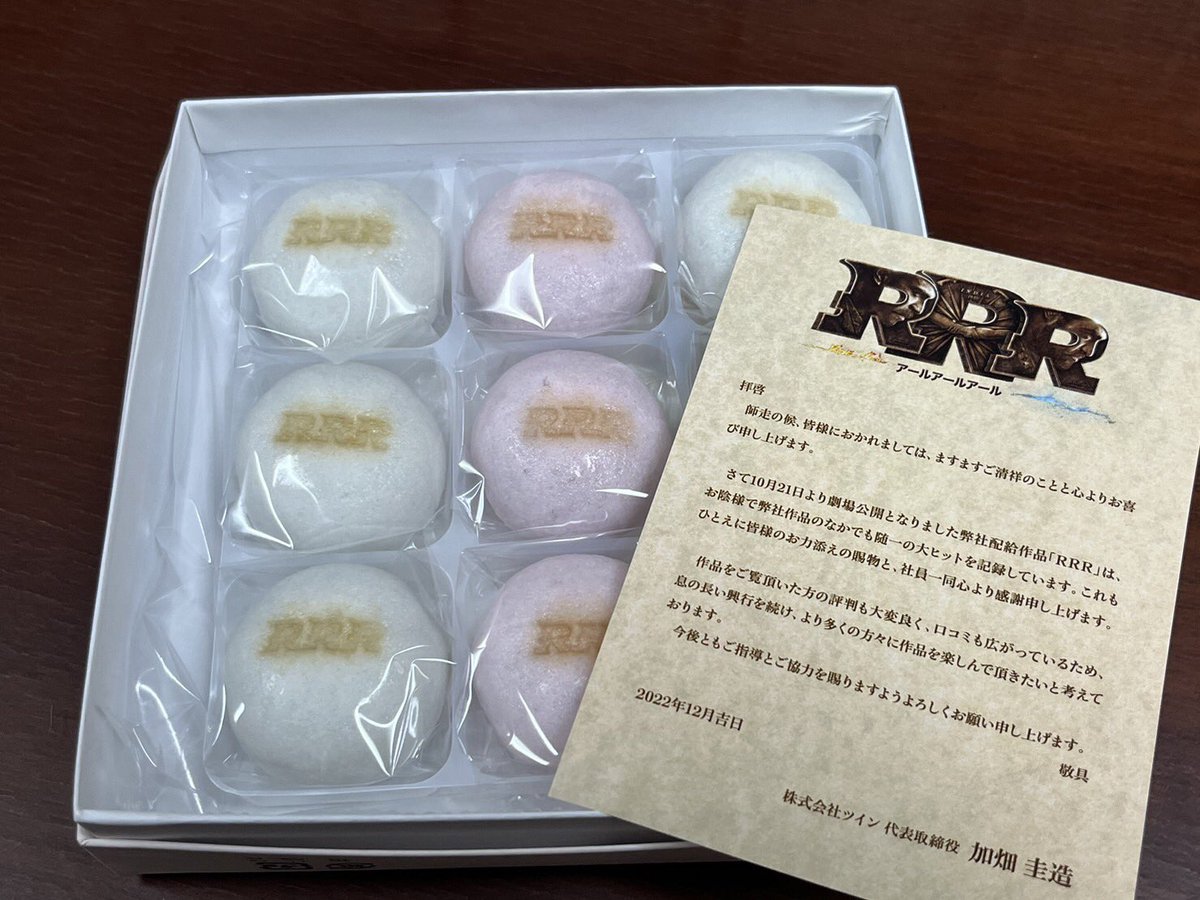 RRR
RRR
RRR
RRR
RRR
RRR
RRR
RRR
アールアールアール
拝啓
師走の候、皆様におかれましては、ますますご清祥のことと心よりお喜
び申し上げます。
さて10月21日より劇場公開となりました弊社配給作品「RRR」は、
お陰様で弊社作品のなかでも随一の大ヒットを記録しています。これも
ひとえに皆様のお力添えの賜物と、社員一同心より感謝申し上げます。
作品をご覧頂いた方の評判も大変良く、口コミも広がっているため、
息の長い興行を続け、より多くの方々に作品を楽しんで頂きたいと考えて
おります。
今後ともご指導とご協力を賜りますようよろしくお願い申し上げます。
敬具
2022年12月吉日
株式会社ツイン 代表取締役 加畑 圭造